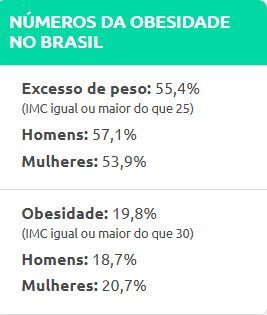 NÚMEROS DA OBESIDADE
NO BRASIL
Excesso de peso: 55,4%
(IMC igual ou maior do que 25)
Homens: 57,1%
Mulheres: 53,9%
Obesidade: 19,8%
(IMC igual ou maior do que 30)
Homens: 18,7%
Mulheres: 20,7%